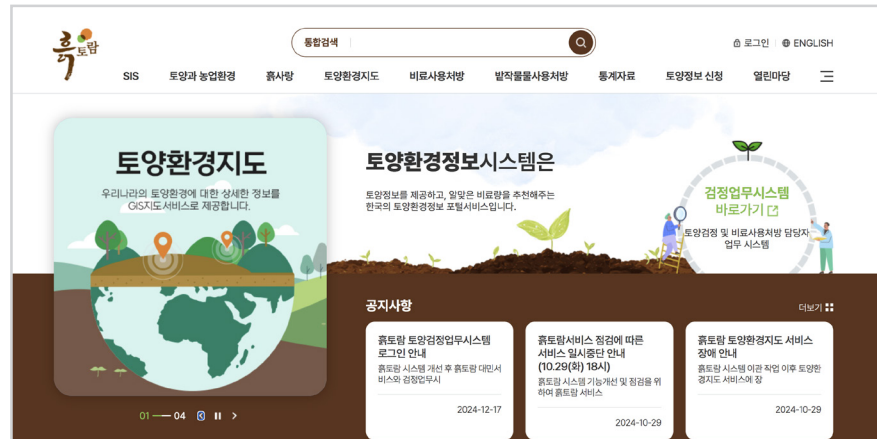 흙토람
통합검색
로그인 ENGLISH
SIS 토양과 농업환경 흙사랑 토양환경지도 비료사용처방 밭작물물사용처방 통계자료 토양정보 신청 열린마당
토양환경지도
우리나라의 토양환경에 대한 상세한 정보를
GIS지도서비스로 제공합니다.
01 04
토양환경정보시스템은
토양정보를 제공하고, 알맞은 비료량을 추천해주는
한국의 토양환경정보 포털서비스입니다.
검정업무시스템
바로가기
토양검정 및 비료사용처방 담당자
업무 시스템
공지사항
더보기
흙토람 토양검정업무시스템
로그인 안내
흙토람 시스템 개선 후 흙토람 대민서
비스와 검정업무시
2024-12-17
흙토람서비스 점검에 따른
서비스 일시중단 안내
(10.29(화) 18시)
흙토람 시스템 기능개선 및 점검을 위
하여 흙토람 서비스
2024-10-29
흙토람 토양환경지도 서비스
장애 안내
흙토람 시스템 이관 작업 이후 토양환
경지도 서비스에 장
2024-10-29